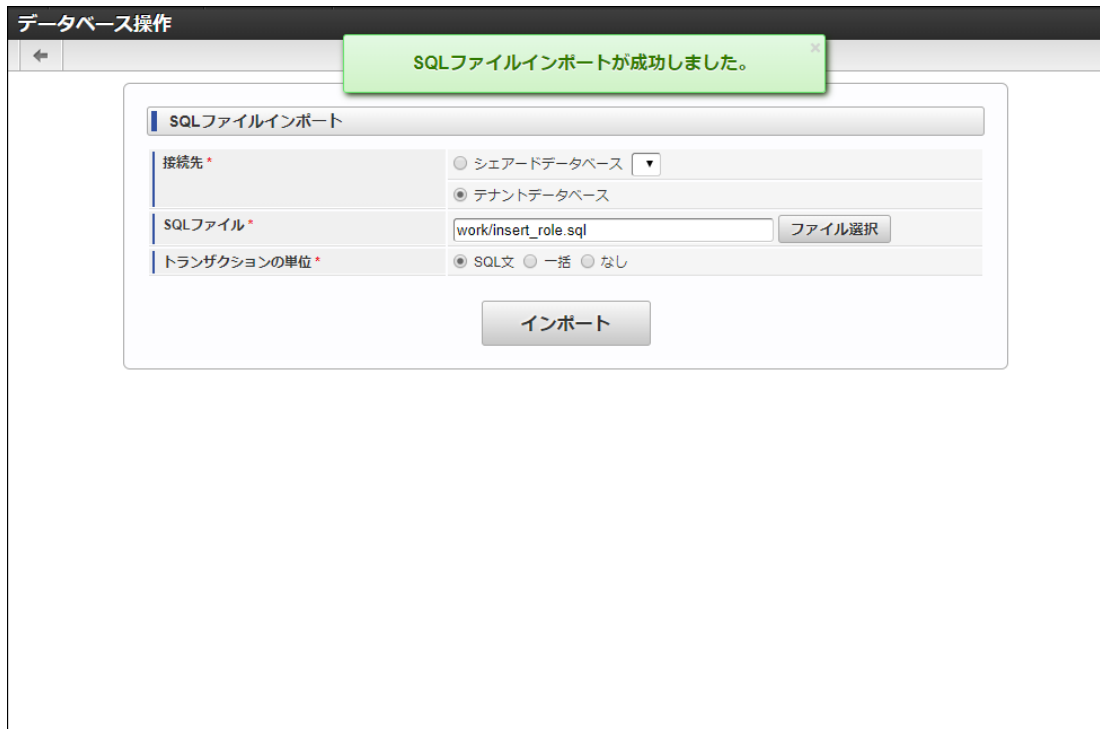 データベース操作
SQLファイルインポートが成功しました。
SQLファイルインポート
接続先 *
シェアードデータベース
テナントデータベース
SQLファイル *
work/insert_role.sql ファイル選択
トランザクションの単位 *
SQL文 一括 なし
インポート